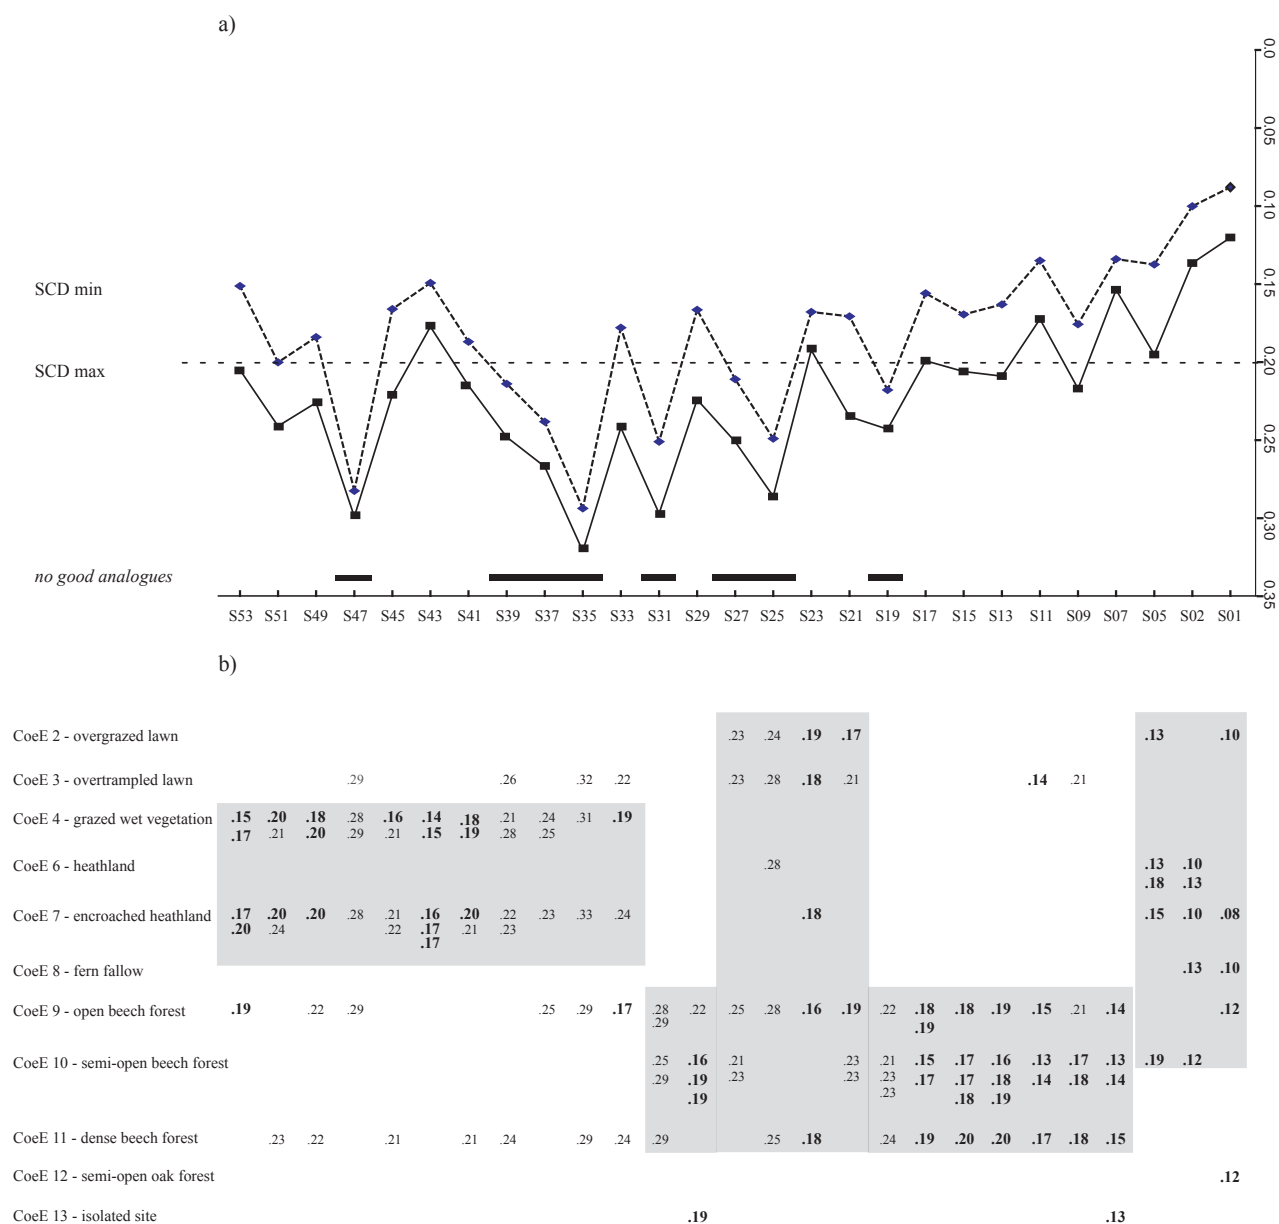 a)
0.0
0.05
0.10
SCD min
0.15
SCD max
0.20
0.25
0.30
no good analogues
0.35
S53 S51 S49 S47 S45 S43 S41 S39 S37 S35 S33 S31 S29 S27 S25 S23 S21 S19 S17 S15 S13 S11 S09 S07 S05 S02 S01
b)
CoeE 2 - overgrazed lawn .23 .24 .19 .17 .13 .10
CoeE 3 - overtrampled lawn .29 .26 .32 .22 .23 .28 .18 .21 .14 .21
CoeE 4 - grazed wet vegetation .15 .20 .18 .28 .16 .14 .18 .21 .24 .31 .19
.17 .21 .20 .29 .21 .15 .19 .28 .25
CoeE 6 - heathland .28 .13 .10
.18 .13
CoeE 7 - encroached heathland .17 .20 .20 .28 .21 .16 .20 .22 .23 .33 .24 .18 .15 .10 .08
.20 .24 .22 .17 .21 .23
.17
CoeE 8 - fern fallow .13 .10
CoeE 9 - open beech forest .19 .22 .29 .25 .29 .17 .28 .22 .25 .28 .16 .19 .22 .18 .18 .19 .15 .21 .14 .12
.29 .19
CoeE 10 - semi-open beech forest .25 .16 .21 .23 .21 .15 .17 .16 .13 .17 .13 .19 .12
.29 .19 .23 .23 .23 .17 .17 .18 .14 .18 .14
.19 .23 .18 .19
CoeE 11 - dense beech forest .23 .22 .21 .21 .24 .29 .24 .29 .25 .18 .24 .19 .20 .20 .17 .18 .15
CoeE 12 - semi-open oak forest .12
CoeE 13 - isolated site .19 .13